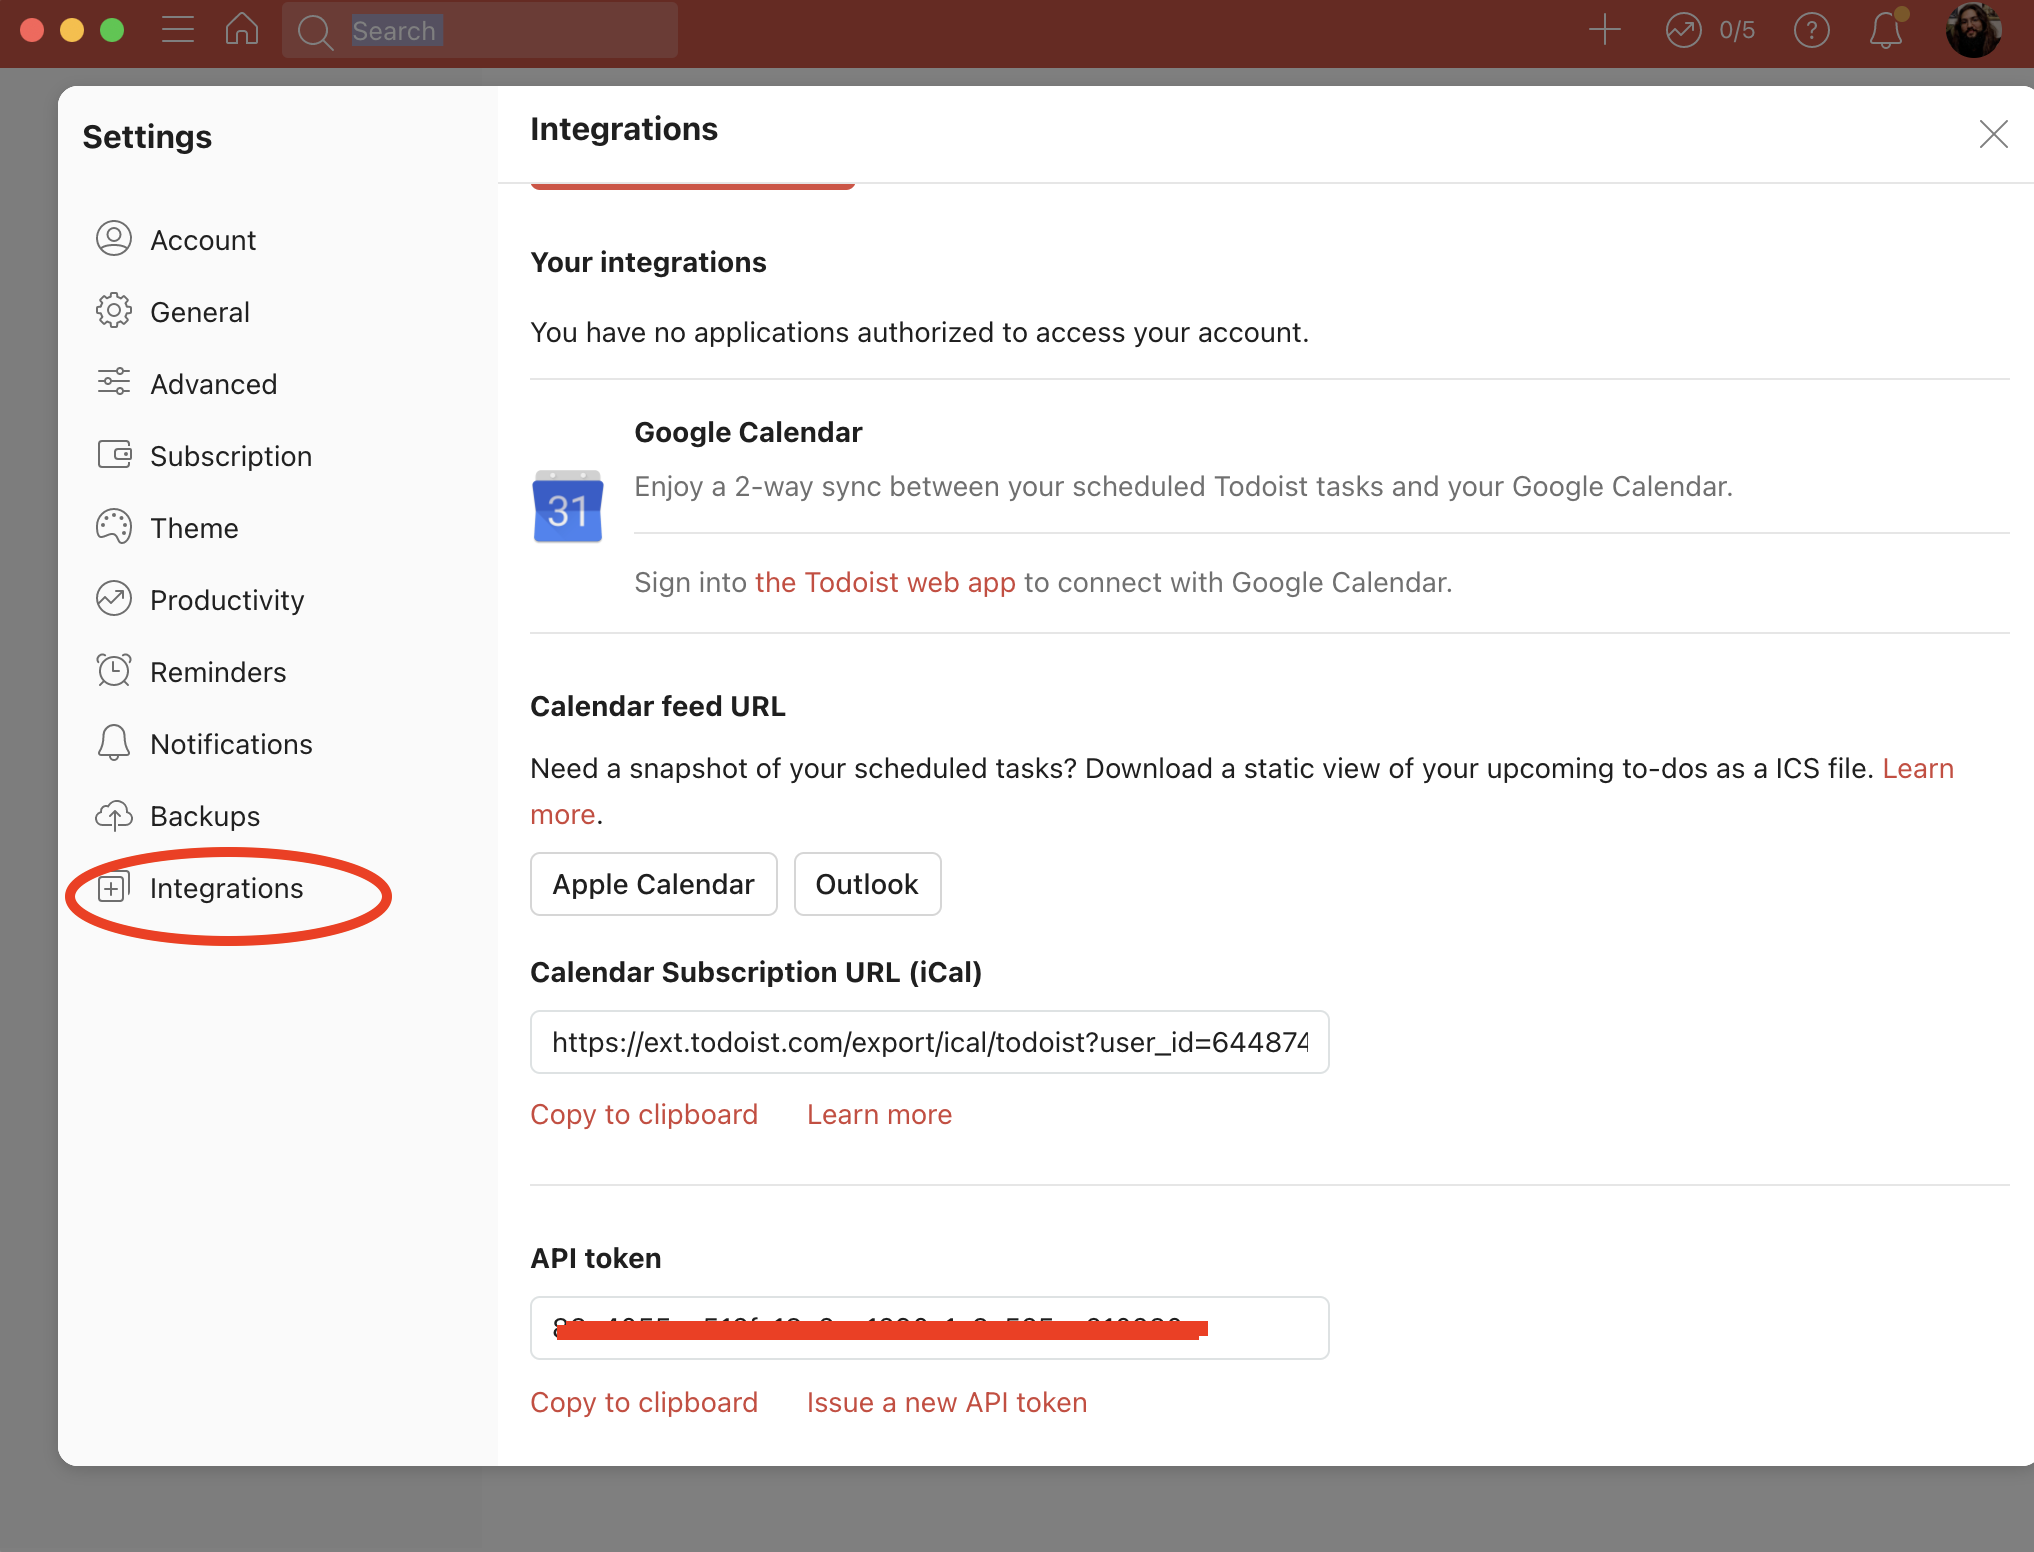 Search
0/5
Settings
Account
General
Advanced
Subscription
Theme
Productivity
Reminders
Notifications
Backups
Integrations
Integrations
Your integrations
You have no applications authorized to access your account.
Google Calendar
31
Enjoy a 2-way sync between your scheduled Todoist tasks and your Google Calendar.
Sign into the Todoist web app to connect with Google Calendar.
Calendar feed URL
Need a snapshot of your scheduled tasks? Download a static view of your upcoming to-dos as a ICS file. Learn
more.
Apple Calendar
Outlook
Calendar Subscription URL (iCal)
https://ext.todoist.com/export/ical/todoist?user_id=644874
Copy to clipboard
Learn more
API token
Copy to clipboard
Issue a new API token